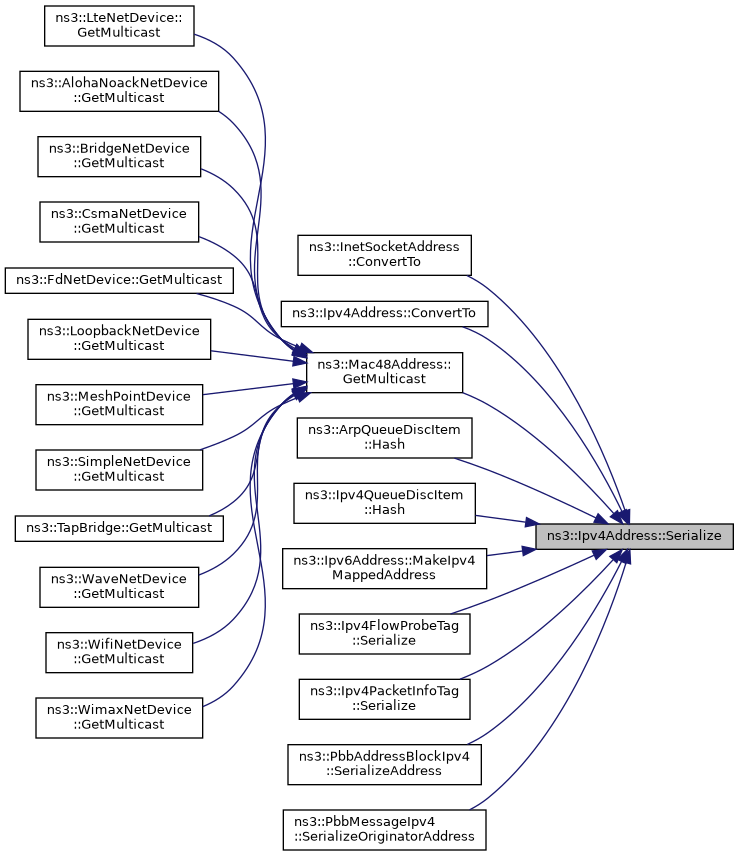 ns3::LteNetDevice::
GetMulticast
ns3::AlohaNoackNetDevice
::GetMulticast
ns3::BridgeNetDevice
::GetMulticast
ns3::CsmaNetDevice
::GetMulticast
ns3::FdNetDevice::GetMulticast
ns3::LoopbackNetDevice
::GetMulticast
ns3::MeshPointDevice
::GetMulticast
ns3::SimpleNetDevice
::GetMulticast
ns3::TapBridge::GetMulticast
ns3::WaveNetDevice
::GetMulticast
ns3::WifiNetDevice
::GetMulticast
ns3::WimaxNetDevice
::GetMulticast
ns3::InetSocketAddress
::ConvertTo
ns3::Ipv4Address::ConvertTo
ns3::Mac48Address::
GetMulticast
ns3::ArpQueueDiscItem
::Hash
ns3::Ipv4QueueDiscItem
::Hash
ns3::Ipv6Address::MakeIpv4
MappedAddress
ns3::Ipv4FlowProbeTag
::Serialize
ns3::Ipv4PacketInfoTag
::Serialize
ns3::PbbAddressBlockIpv4
::SerializeAddress
ns3::PbbMessageIpv4
::SerializeOriginatorAddress
ns3::Ipv4Address::Serialize